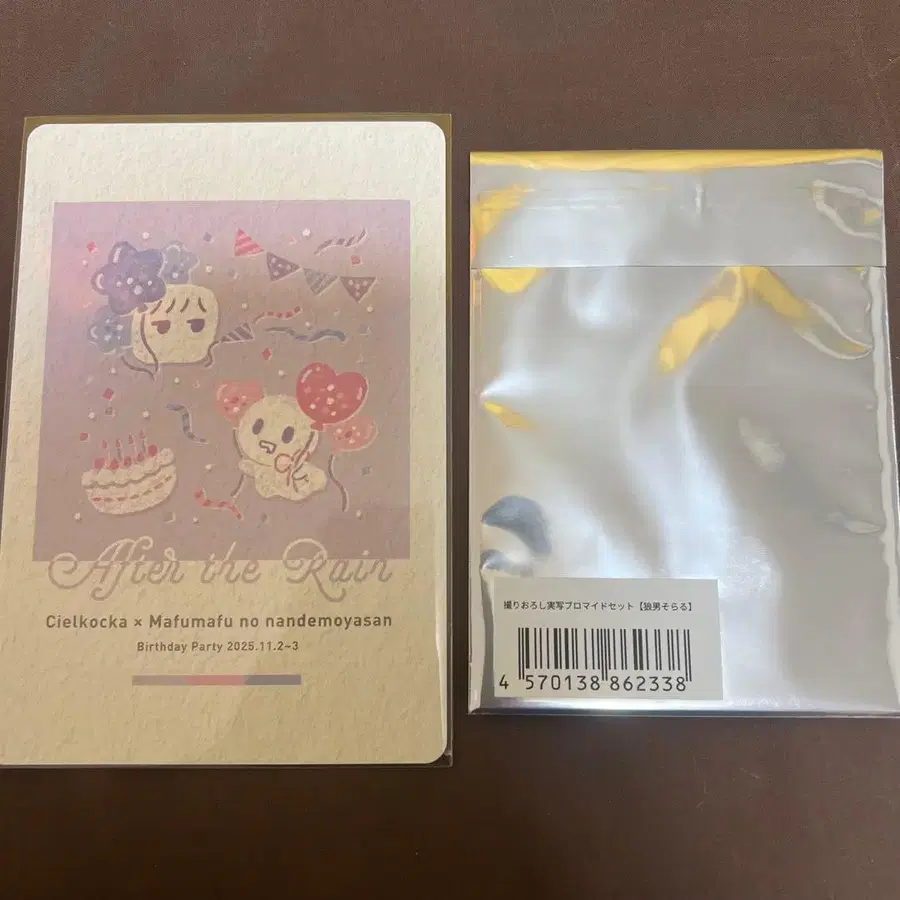 After the Rain
Cielkocka × Mafumafu no nandemoyasan
Birthday Party 2025.11.2~3
撮りおろし実写ブロマイドセット【狼男そらる】
4 570138 862338